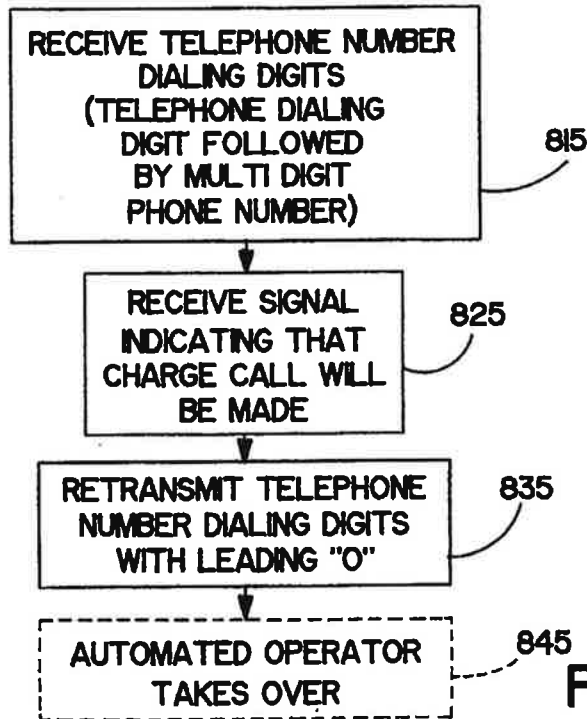 RECEIVE TELEPHONE NUMBER
DIALING DIGITS
(TELEPHONE DIALING
DIGIT FOLLOWED
BY MULTI DIGIT
PHONE NUMBER)
815
RECEIVE SIGNAL
INDICATING THAT
CHARGE CALL WILL
BE MADE
825
RETRANSMIT TELEPHONE
NUMBER DIALING DIGITS
WITH LEADING "0"
835
AUTOMATED OPERATOR
TAKES OVER
845
F